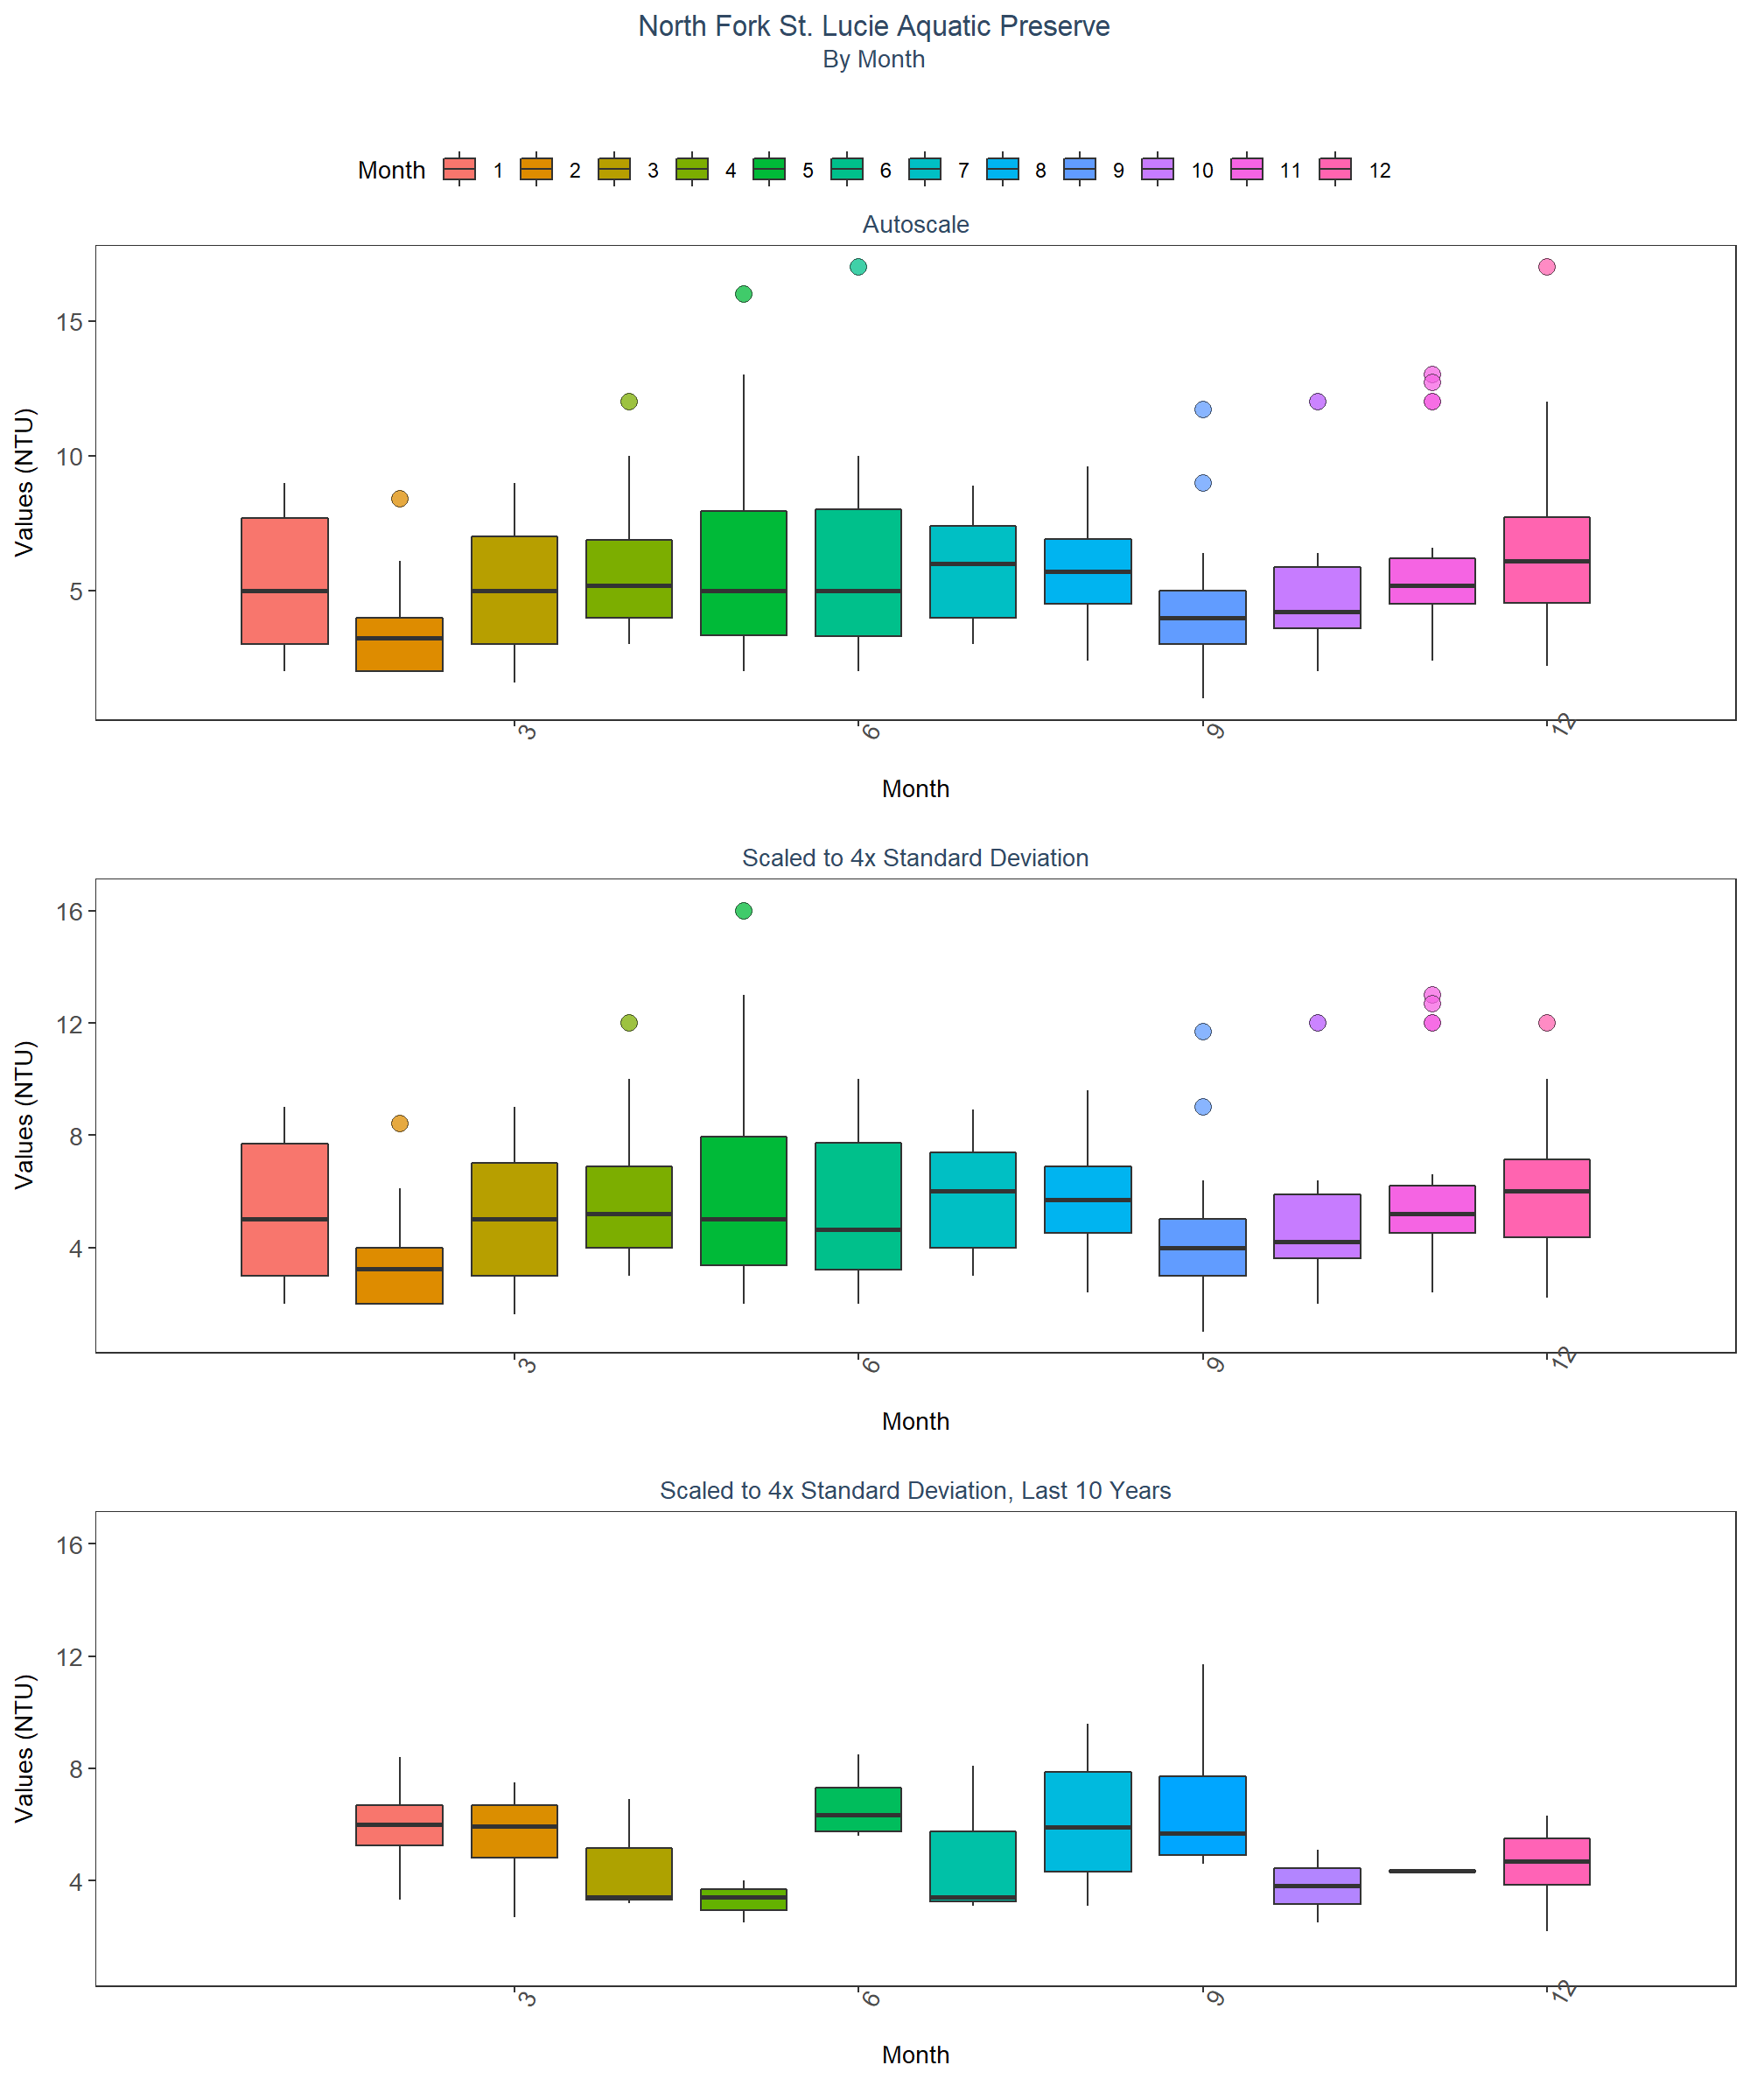 North Fork St. Lucie Aquatic Preserve
By Month
Month 1 2 3 4 5 6 7 8 9 10 11 12
Autoscale
Values (NTU)
15
10
5
3 6 9 12
Month
Scaled to 4x Standard Deviation
Values (NTU)
16
12
8
4
3 6 9 12
Month
Scaled to 4x Standard Deviation, Last 10 Years
Values (NTU)
16
12
8
4
3 6 9 12
Month